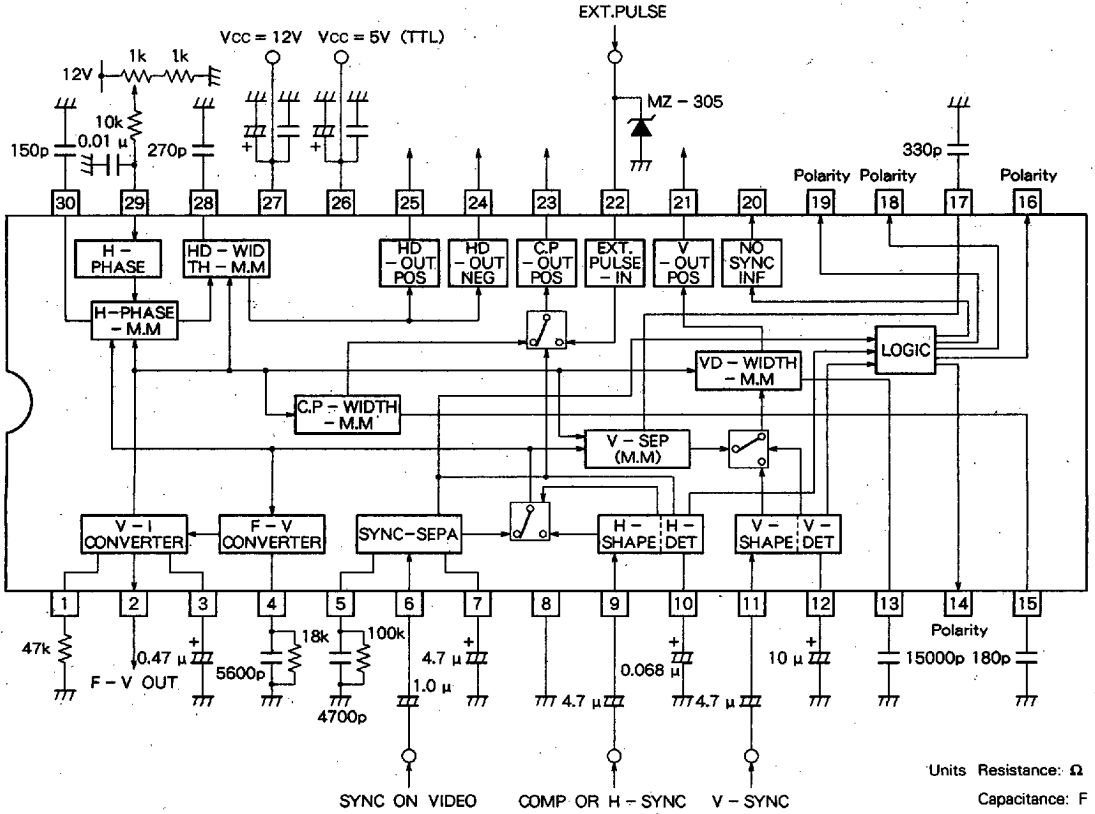 EXT.PULSE
Vcc = 12V Vcc = 5V (TTL)
1k 1k
12V
MZ - 305
10k
0.01 μ
150p 270p 330p
Polarity Polarity Polarity
30 29 28 27 26 25 24 23 22 21 20 19 18 17 16
H -
PHASE
HD - WID
TH - M.M
HD
- OUT
POS
HD
- OUT
NEG
C.P
- OUT
POS
EXT.
PULSE
- IN
V
- OUT
POS
NO
SYNC
INF
H-PHASE
- M.M
LOGIC
VD - WIDTH
- M.M
C.P - WIDTH
- M.M
V - SEP
(M.M)
V - I
CONVERTER
F - V
CONVERTER
SYNC-SEPA
H -
SHAPE
H -
DET
V -
SHAPE
V -
DET
1 2 3 4 5 6 7 8 9 10 11 12 13 14 15
Polarity
47k
0.47 μ
F - V OUT
18k
5600p
100k
4700p
1.0 μ
4.7 μ
4.7 μ
0.068 μ
4.7 μ
10 μ
15000p 180p
SYNC ON VIDEO COMP OR H - SYNC V - SYNC
Units Resistance: Ω
Capacitance: F